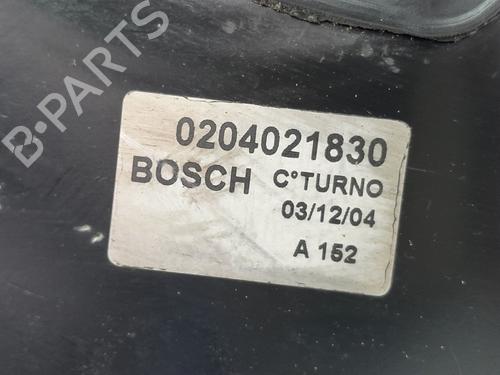 B-PARTS
0204021830
BOSCH C°TURNO
03/12/04
A 152